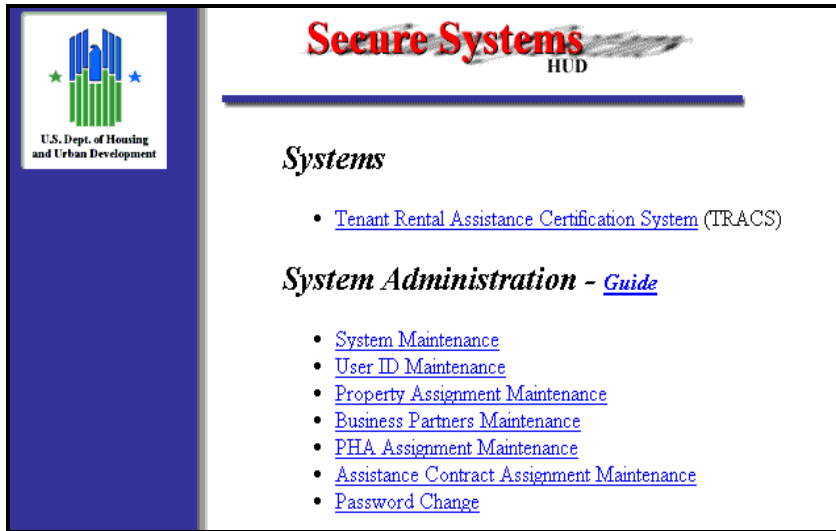 Secure Systems
HUD
U.S. Dept. of Housing
and Urban Development
Systems
• Tenant Rental Assistance Certification System (TRACS)
System Administration - Guide
• System Maintenance
• User ID Maintenance
• Property Assignment Maintenance
• Business Partners Maintenance
• PHA Assignment Maintenance
• Assistance Contract Assignment Maintenance
• Password Change